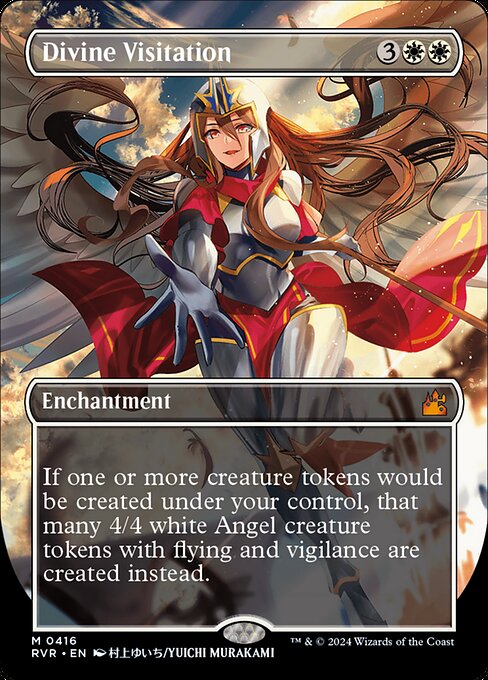 Divine Visitation 3
Enchantment
If one or more creature tokens would
be created under your control, that
many 4/4 white Angel creature
tokens with flying and vigilance are
created instead.
M 0416
RVR • EN 村上ゆいち/YUICHI MURAKAMI
™ & © 2024 Wizards of the Coast